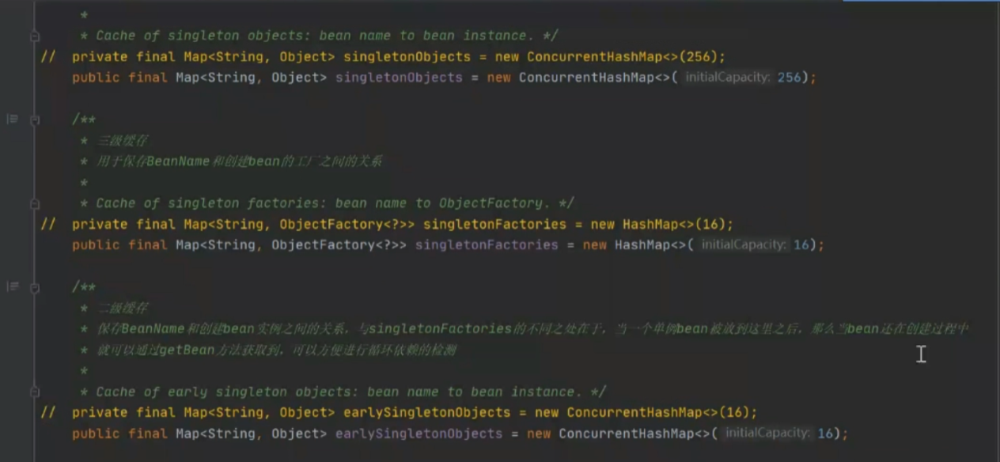 *
* Cache of singleton objects: bean name to bean instance. */
// private final Map<String, Object> singletonObjects = new ConcurrentHashMap<>(256);
public final Map<String, Object> singletonObjects = new ConcurrentHashMap<>( initialCapacity: 256);
/**
* 三级缓存
* 用于保存BeanName和创建bean的工厂之间的关系
*
* Cache of singleton factories: bean name to ObjectFactory. */
// private final Map<String, ObjectFactory<?>> singletonFactories = new HashMap<>(16);
public final Map<String, ObjectFactory<?>> singletonFactories = new HashMap<>( initialCapacity: 16);
/**
* 二级缓存
* 保存BeanName和创建bean实例之间的关系，与singletonFactories的不同之处在于，当一个单例bean被放到这里之后，那么当bean还在创建过程中
* 就可以通过getBean方法获取到，可以方便进行循环依赖的检测
*
* Cache of early singleton objects: bean name to bean instance. */
// private final Map<String, Object> earlySingletonObjects = new ConcurrentHashMap<>(16);
public final Map<String, Object> earlySingletonObjects = new ConcurrentHashMap<>( initialCapacity: 16);